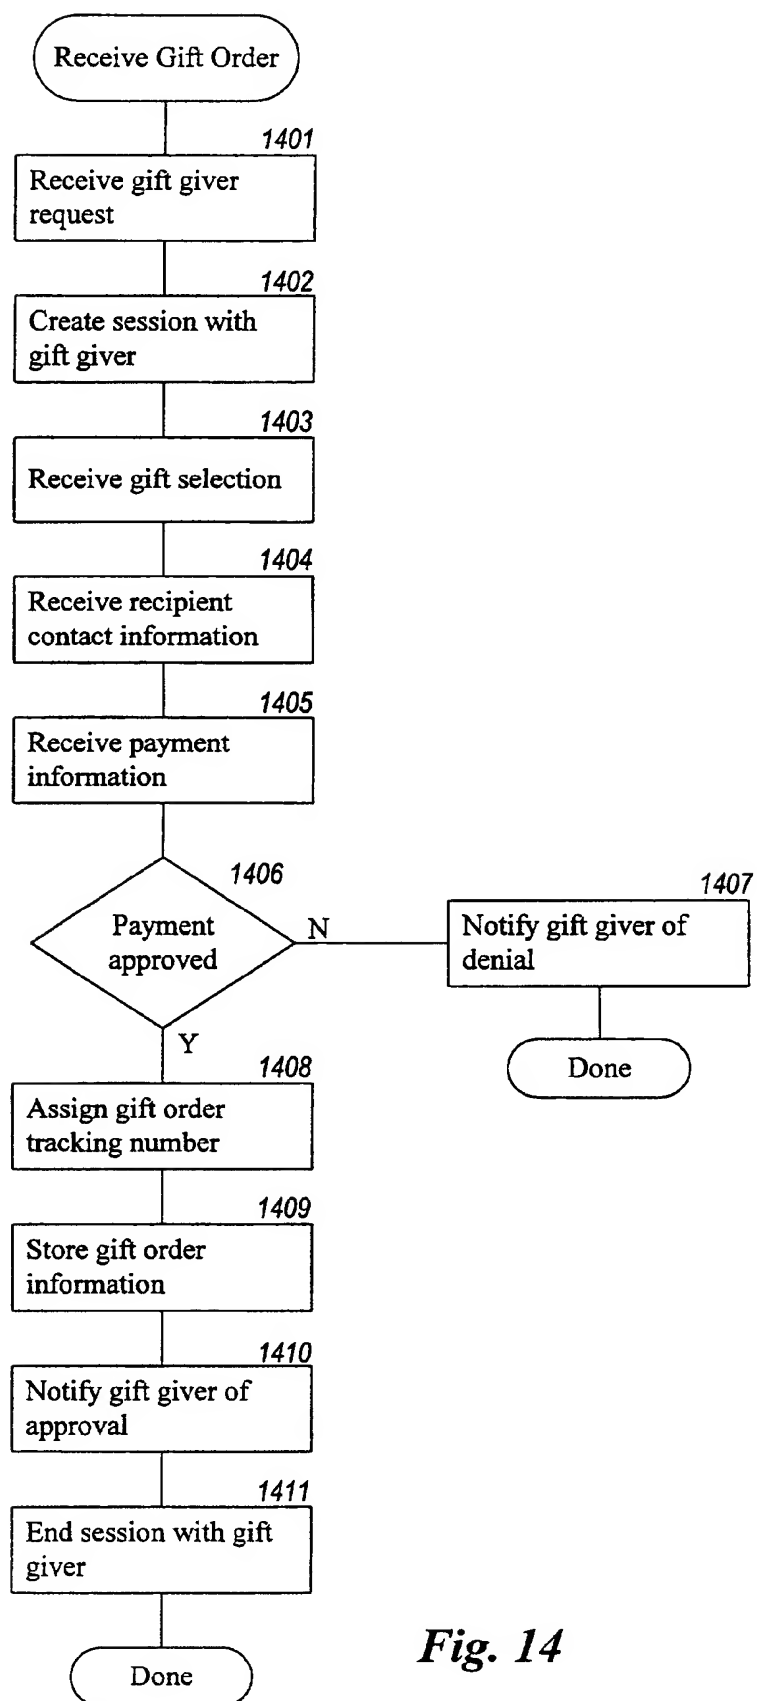 Receive Gift Order
1401
Receive gift giver
request
1402
Create session with
gift giver
1403
Receive gift selection
1404
Receive recipient
contact information
1405
Receive payment
information
1406
Payment
approved
N
1407
Notify gift giver of
denial
Done
Y
1408
Assign gift order
tracking number
1409
Store gift order
information
1410
Notify gift giver of
approval
1411
End session with gift
giver
Done
Fig. 14